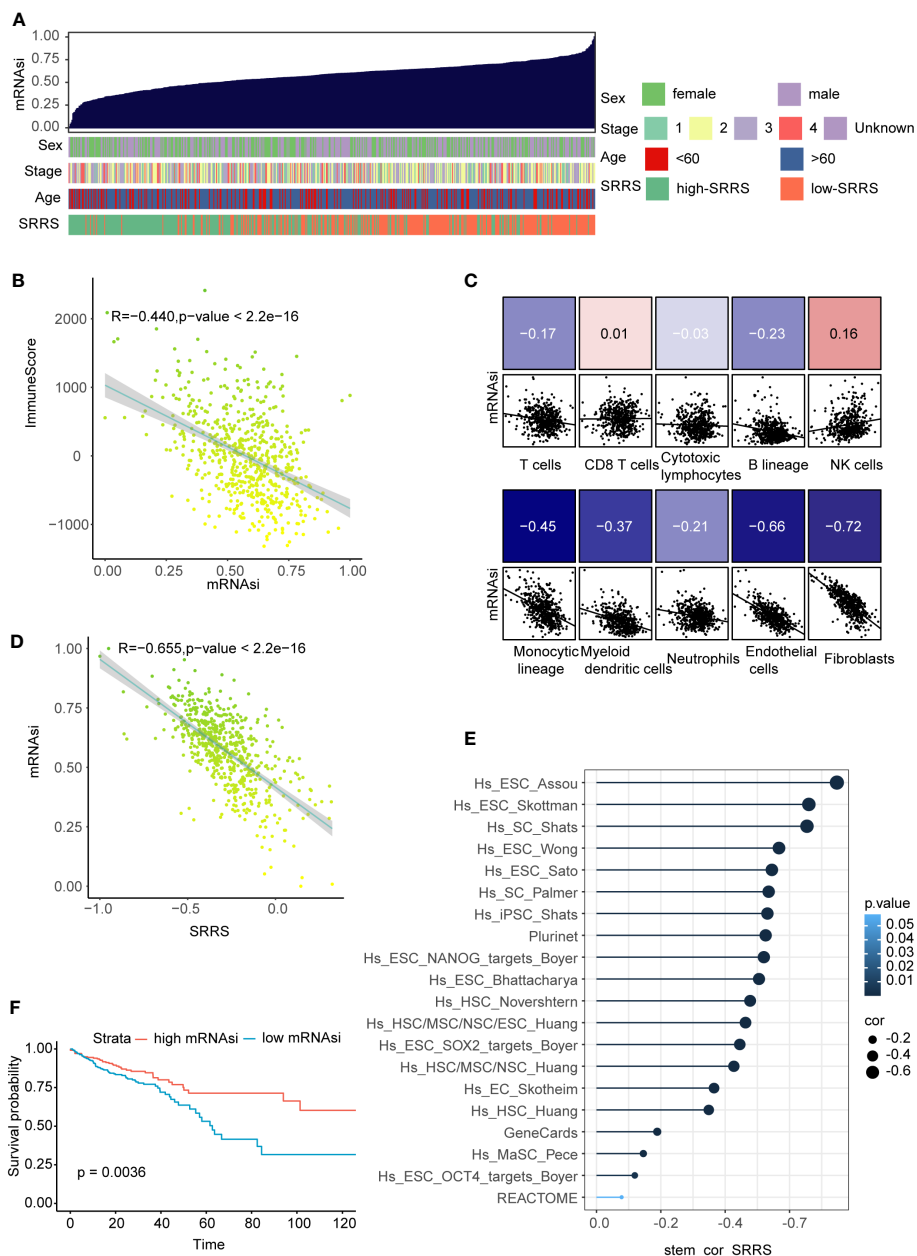 A
mRNAsi
1.00
0.75
0.50
0.25
0.00
Sex
Stage
Age
SRRS
Sex female male
Stage 1 2 3 4 Unknown
Age <60 >60
SRRS high-SRRS low-SRRS
B
R=−0.440,p-value < 2.2e−16
ImmuneScore
2000
1000
0
−1000
0.00 0.25 0.50 0.75 1.00
mRNAsi
C
−0.17 0.01 −0.03 −0.23 0.16
mRNAsi
T cells CD8 T cells Cytotoxic lymphocytes B lineage NK cells
−0.45 −0.37 −0.21 −0.66 −0.72
mRNAsi
Monocytic lineage Myeloid dendritic cells Neutrophils Endothelial cells Fibroblasts
D
R=−0.655,p-value < 2.2e−16
mRNAsi
1.00
0.75
0.50
0.25
0.00
−1.0 −0.5 0.0
SRRS
E
Hs_ESC_Assou
Hs_ESC_Skottman
Hs_SC_Shats
Hs_ESC_Wong
Hs_ESC_Sato
Hs_SC_Palmer
Hs_iPSC_Shats
Plurinet
Hs_ESC_NANOG_targets_Boyer
Hs_ESC_Bhattacharya
Hs_HSC_Novershtern
Hs_HSC/MSC/NSC/ESC_Huang
Hs_ESC_SOX2_targets_Boyer
Hs_HSC/MSC/NSC_Huang
Hs_EC_Skotheim
Hs_HSC_Huang
GeneCards
Hs_MaSC_Pece
Hs_ESC_OCT4_targets_Boyer
REACTOME
0.0 -0.1 -0.4 -0.4 -0.7
stem_cor_SRRS
p.value
0.05
0.04
0.03
0.02
0.01
cor
-0.2
-0.4
-0.6
F
Strata high mRNAsi low mRNAsi
Survival probability
1.00
0.75
0.50
0.25
0.00
p = 0.0036
0 20 40 60 80 100 120
Time